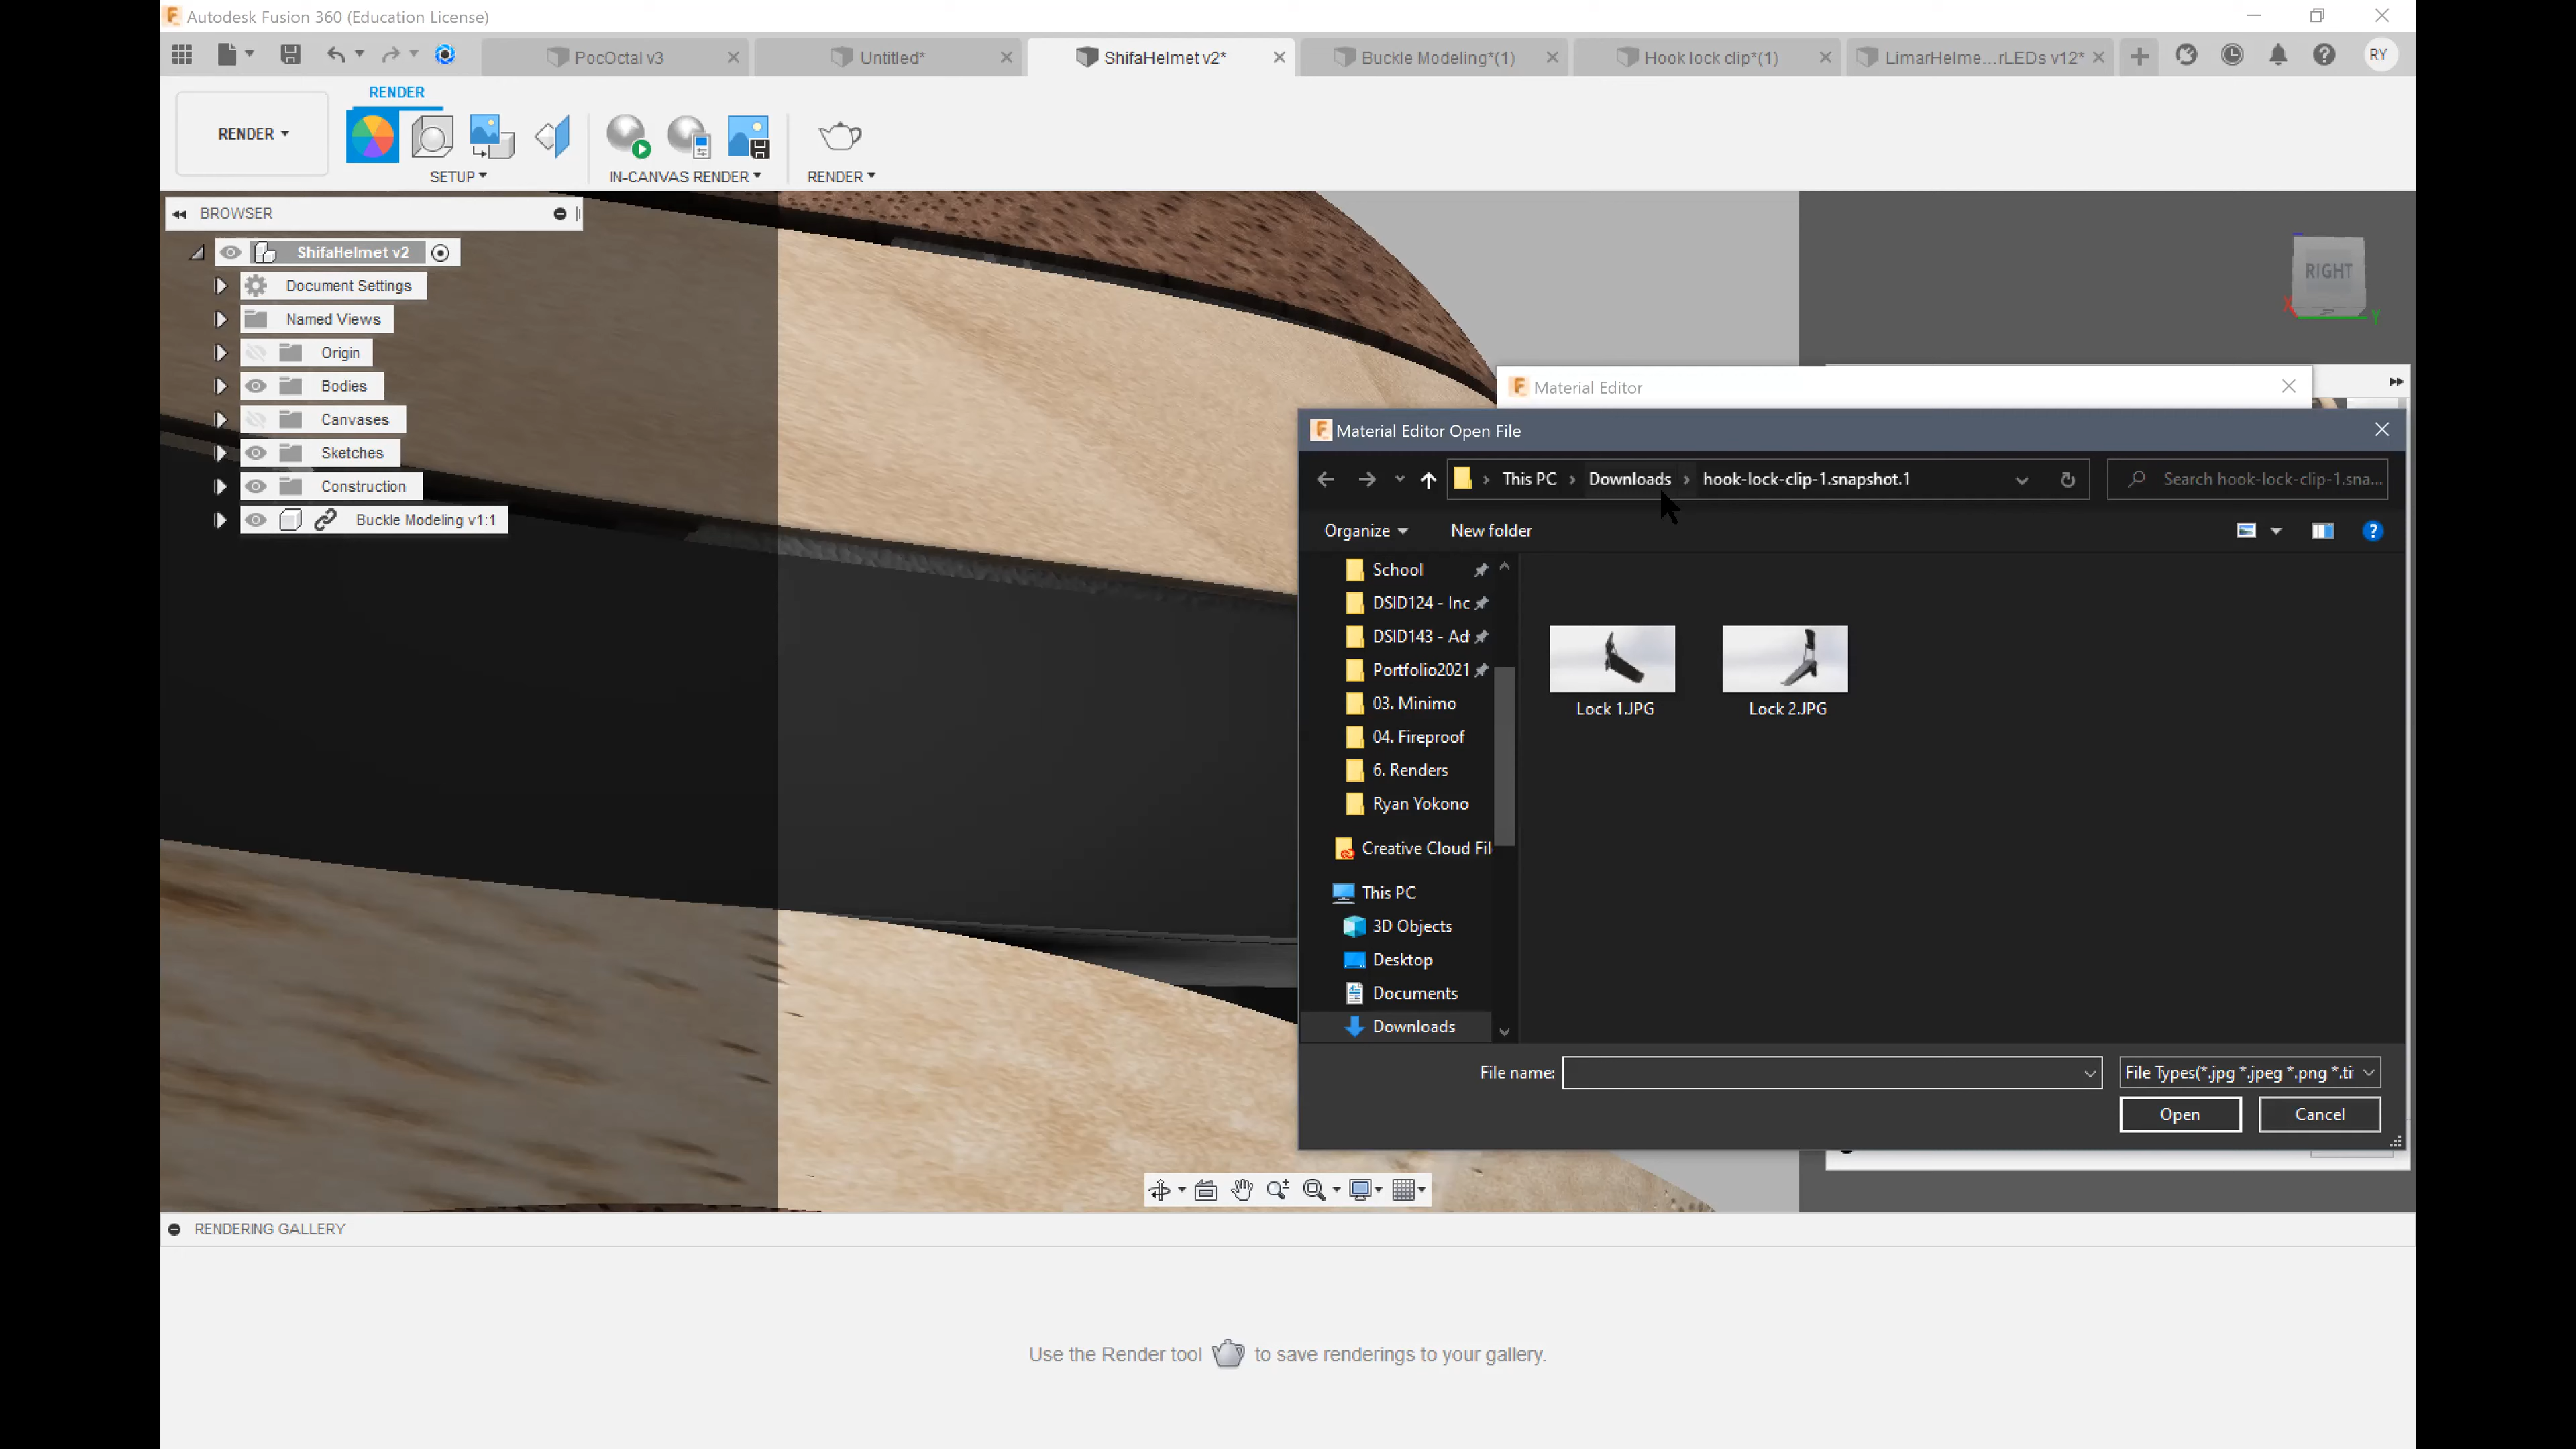 Autodesk Fusion 360 (Education License)
PocOctal v3
Untitled*
ShifaHelmet v2*
Buckle Modeling*(1)
Hook lock clip*(1)
LimarHelme...rLEDs v12*
RY
RENDER
RENDER
SETUP
IN-CANVAS RENDER
RENDER
BROWSER
ShifaHelmet v2
Document Settings
Named Views
Origin
Bodies
Canvases
Sketches
Construction
Buckle Modeling v1:1
RIGHT
X
Y
Material Editor
Material Editor Open File
This PC
Downloads
hook-lock-clip-1.snapshot.1
Search hook-lock-clip-1.sna...
Organize
New folder
School
DSID124 - Inc
DSID143 - Ad
Portfolio2021
03. Minimo
04. Fireproof
6. Renders
Ryan Yokono
Creative Cloud Fil
This PC
3D Objects
Desktop
Documents
Downloads
Lock 1.JPG
Lock 2.JPG
File name:
File Types(*.jpg *.jpeg *.png *.ti
Open
Cancel
RENDERING GALLERY
Use the Render tool to save renderings to your gallery.